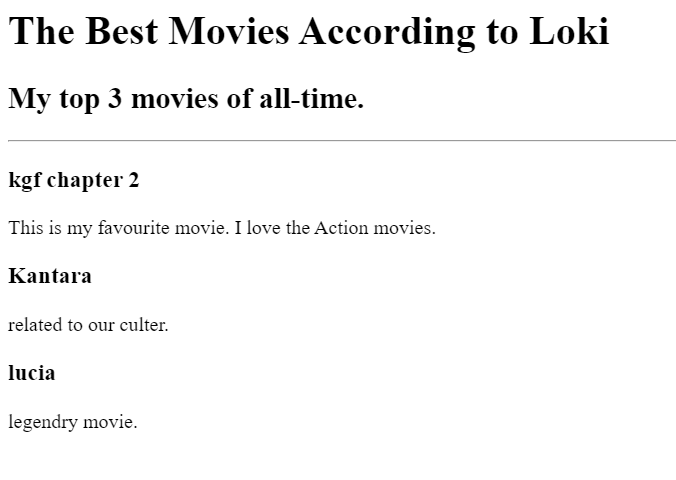 The Best Movies According to Loki
My top 3 movies of all-time.
kgf chapter 2
This is my favourite movie. I love the Action movies.
Kantara
related to our culter.
lucia
legendry movie.